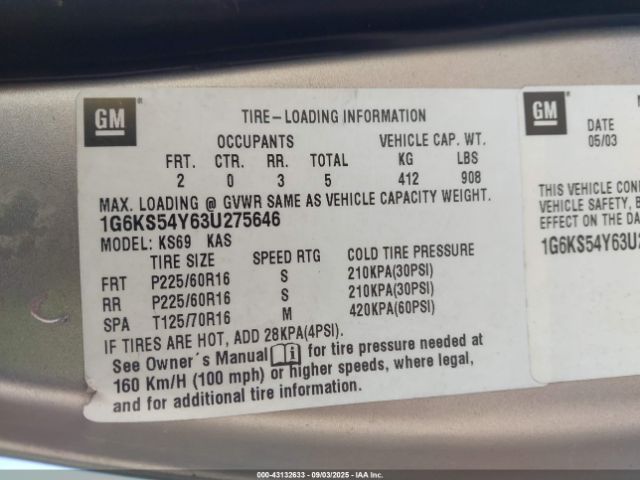 GM
TIRE–LOADING INFORMATION
OCCUPANTS VEHICLE CAP. WT.
FRT. CTR. RR. TOTAL KG LBS
2 0 3 5 412 908
MAX. LOADING @ GVWR SAME AS VEHICLE CAPACITY WEIGHT.
1G6KS54Y63U275646
MODEL: KS69 KAS
TIRE SIZE SPEED RTG COLD TIRE PRESSURE
FRT P225/60R16 S 210KPA(30PSI)
RR P225/60R16 S 210KPA(30PSI)
SPA T125/70R16 M 420KPA(60PSI)
IF TIRES ARE HOT, ADD 28KPA(4PSI).
See Owner´s Manual for tire pressure needed at
160 Km/H (100 mph) or higher speeds, where legal,
and for additional tire information.
GM
DATE
05/03
THIS VEHICLE
VEHICLE SAFETY,
EFFECT ON THE DA
1G6KS54Y63U2
000-43132633 - 09/03/2025 - IAAI.com